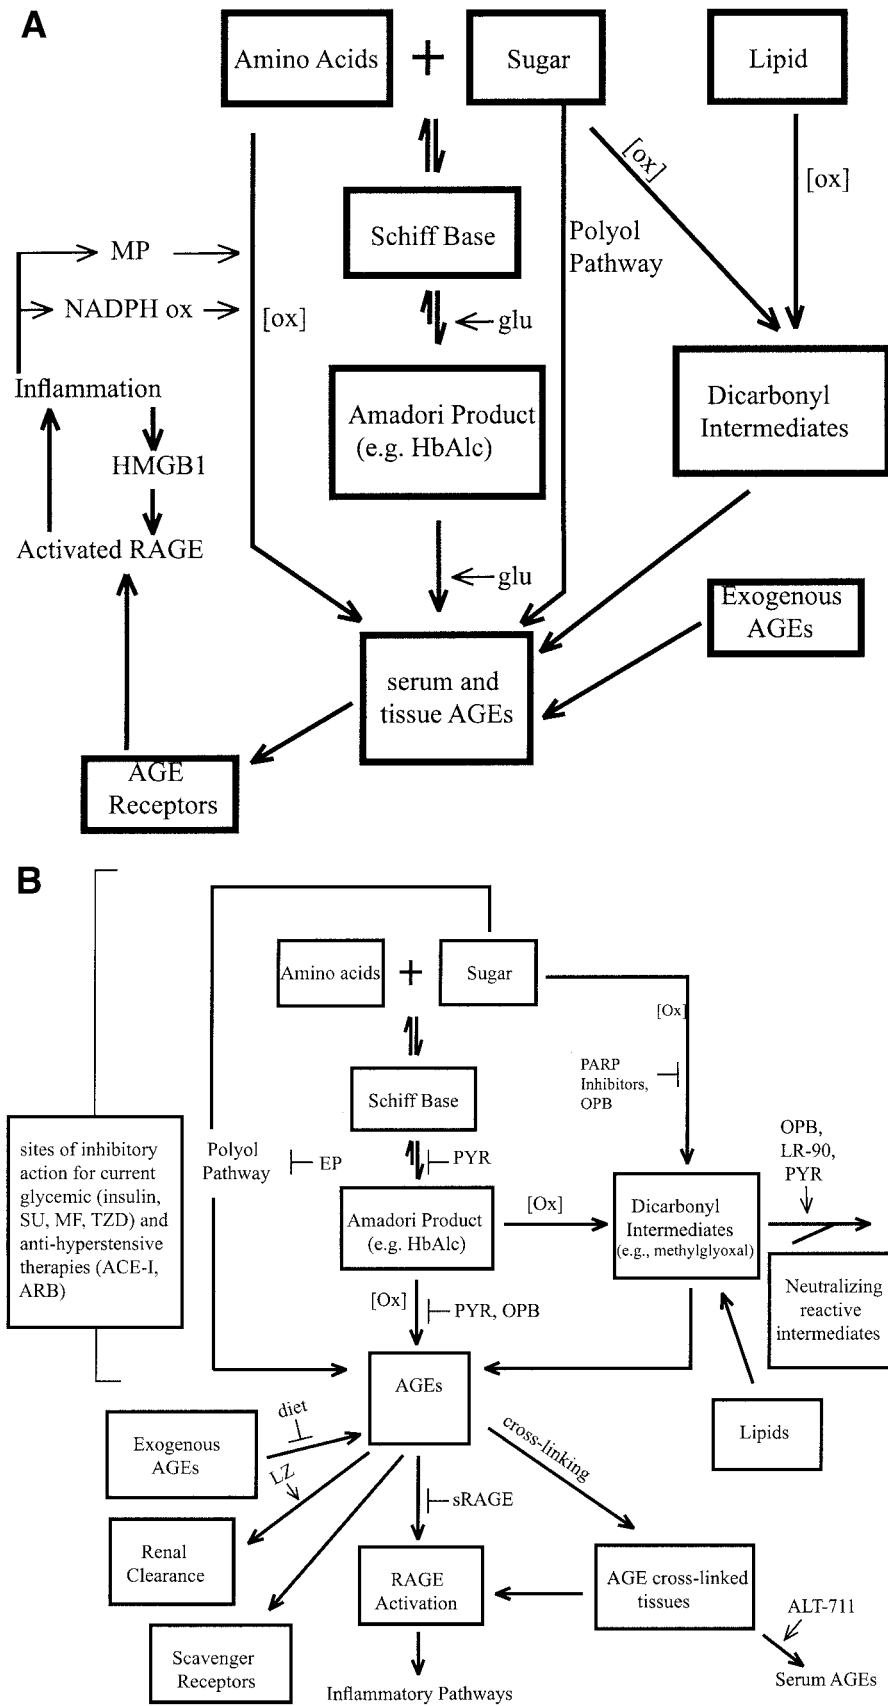 A
Amino Acids
+
Sugar
Lipid
[ox]
[ox]
Schiff Base
Polyol
Pathway
MP
NADPH ox
[ox]
glu
Inflammation
HMGB1
Activated RAGE
Amadori Product
(e.g. HbAlc)
Dicarbonyl
Intermediates
glu
Exogenous
AGEs
serum and
tissue AGEs
AGE
Receptors
B
Amino acids
+
Sugar
[Ox]
Schiff Base
PARP
Inhibitors,
OPB
sites of inhibitory
action for current
glycemic (insulin,
SU, MF, TZD) and
anti-hyperstensive
therapies (ACE-I,
ARB)
Polyol
Pathway
EP
PYR
OPB,
LR-90,
PYR
Amadori Product
(e.g. HbAlc)
[Ox]
Dicarbonyl
Intermediates
(e.g., methylglyoxal)
Neutralizing
reactive
intermediates
[Ox]
PYR, OPB
AGEs
Lipids
diet
Exogenous
AGEs
cross-linking
LZ
sRAGE
Renal
Clearance
RAGE
Activation
AGE cross-linked
tissues
ALT-711
Scavenger
Receptors
Serum AGEs
Inflammatory Pathways